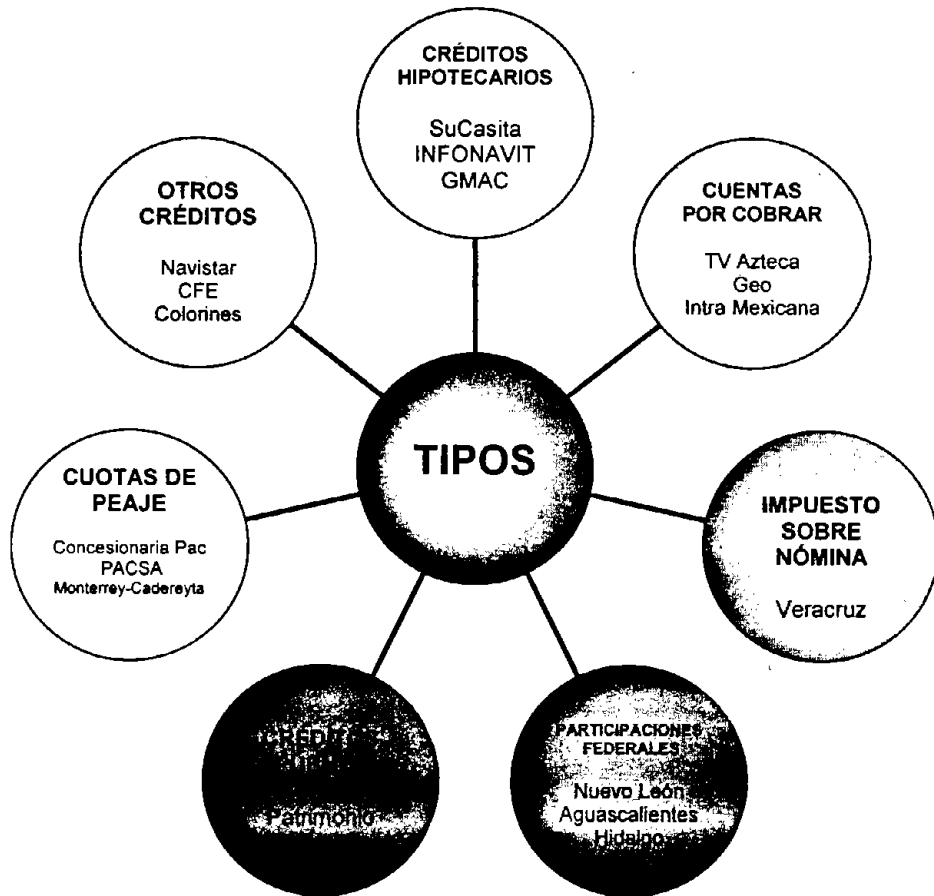 CRÉDITOS
HIPOTECARIOS
SuCasita
INFONAVIT
GMAC
OTROS
CRÉDITOS
Navistar
CFE
Colorines
CUENTAS
POR COBRAR
TV Azteca
Geo
Intra Mexicana
TIPOS
CUOTAS DE
PEAJE
Concesionaria Pac
PACSA
Monterrey-Cadereyta
IMPUESTO
SOBRE
NÓMINA
Veracruz
Patrimonio
PARTICIPACIONES
FEDERALES
Nuevo León
Aguascalientes
Hidalgo